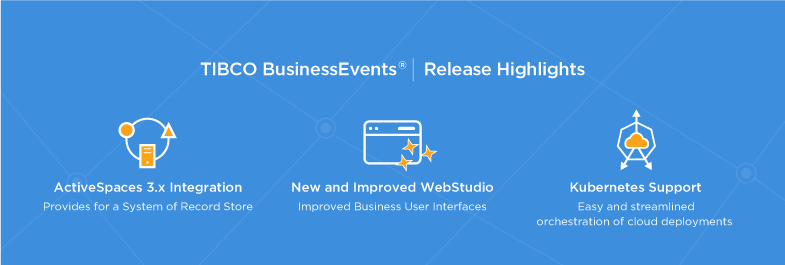 TIBCO BusinessEvents® | Release Highlights
ActiveSpaces 3.x Integration
Provides for a System of Record Store
New and Improved WebStudio
Improved Business User Interfaces
Kubernetes Support
Easy and streamlined
orchestration of cloud deployments